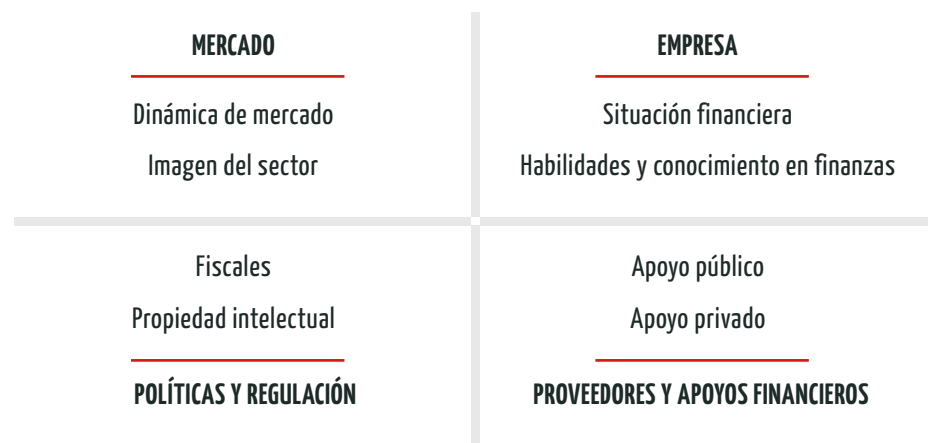 MERCADO
Dinámica de mercado
Imagen del sector
EMPRESA
Situación financiera
Habilidades y conocimiento en finanzas
Fiscales
Propiedad intelectual
POLÍTICAS Y REGULACIÓN
Apoyo público
Apoyo privado
PROVEEDORES Y APOYOS FINANCIEROS